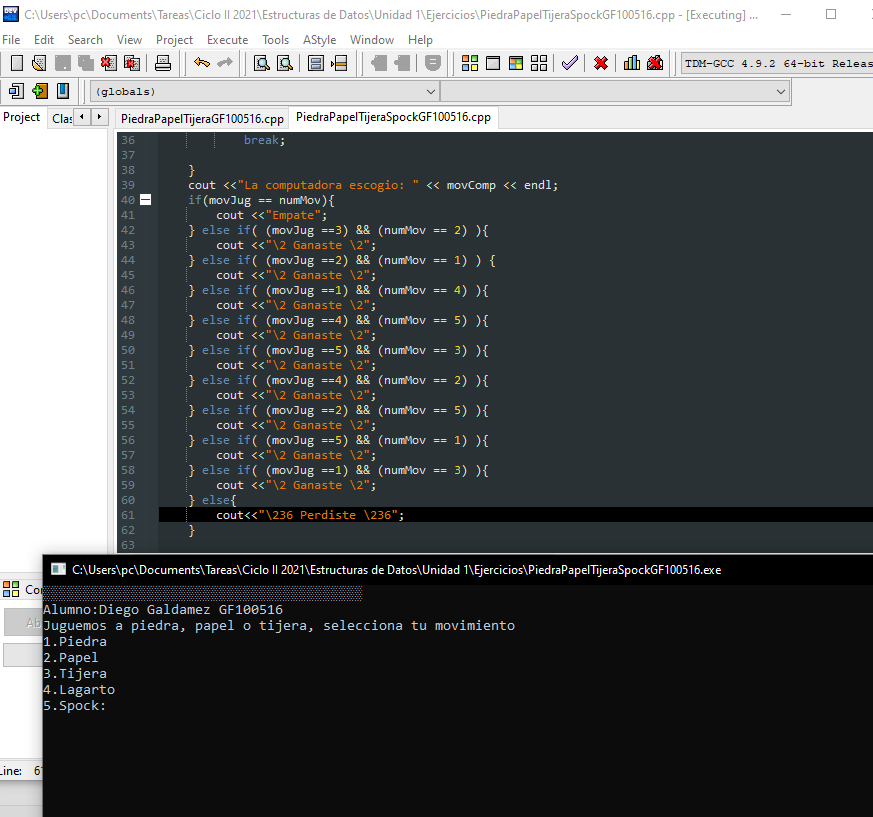 C:\Users\pc\Documents\Tareas\Ciclo II 2021\Estructuras de Datos\Unidad 1\Ejercicios\PiedraPapelTijeraSpockGF100516.cpp - [Executing] ...
File Edit Search View Project Execute Tools AStyle Window Help
TDM-GCC 4.9.2 64-bit Releas
(globals)
Project Clas PiedraPapelTijeraGF100516.cpp PiedraPapelTijeraSpockGF100516.cpp
36 break;
37
38 }
39 cout <<"La computadora escogio: " << movComp << endl;
40 if(movJug == numMov){
41 cout <<"Empate";
42 } else if( (movJug ==3) && (numMov == 2) ){
43 cout <<"\2 Ganaste \2";
44 } else if( (movJug ==2) && (numMov == 1) ) {
45 cout <<"\2 Ganaste \2";
46 } else if( (movJug ==1) && (numMov == 4) ){
47 cout <<"\2 Ganaste \2";
48 } else if( (movJug ==4) && (numMov == 5) ){
49 cout <<"\2 Ganaste \2";
50 } else if( (movJug ==5) && (numMov == 3) ){
51 cout <<"\2 Ganaste \2";
52 } else if( (movJug ==4) && (numMov == 2) ){
53 cout <<"\2 Ganaste \2";
54 } else if( (movJug ==2) && (numMov == 5) ){
55 cout <<"\2 Ganaste \2";
56 } else if( (movJug ==5) && (numMov == 1) ){
57 cout <<"\2 Ganaste \2";
58 } else if( (movJug ==1) && (numMov == 3) ){
59 cout <<"\2 Ganaste \2";
60 } else{
61 cout<<"\236 Perdiste \236";
62 }
63
C:\Users\pc\Documents\Tareas\Ciclo II 2021\Estructuras de Datos\Unidad 1\Ejercicios\PiedraPapelTijeraSpockGF100516.exe
Co
Ab
Alumno:Diego Galdamez GF100516
Juguemos a piedra, papel o tijera, selecciona tu movimiento
1.Piedra
2.Papel
3.Tijera
4.Lagarto
5.Spock:
Line: 6